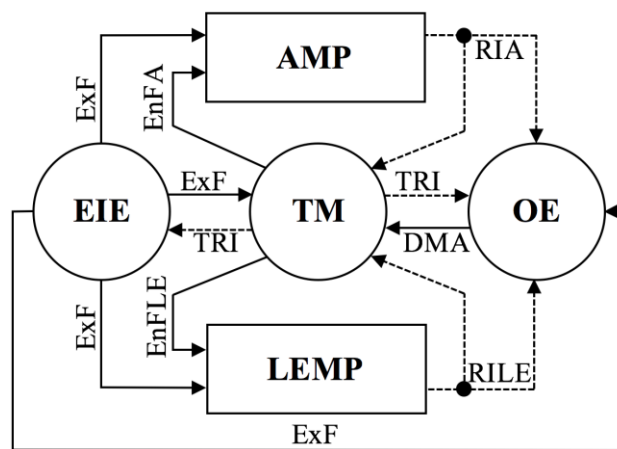 AMP
RIA
ExF
EnFA
EIE
ExF
TM
TRI
OE
TRI
DMA
ExF
EnFLE
LEMP
RILE
ExF